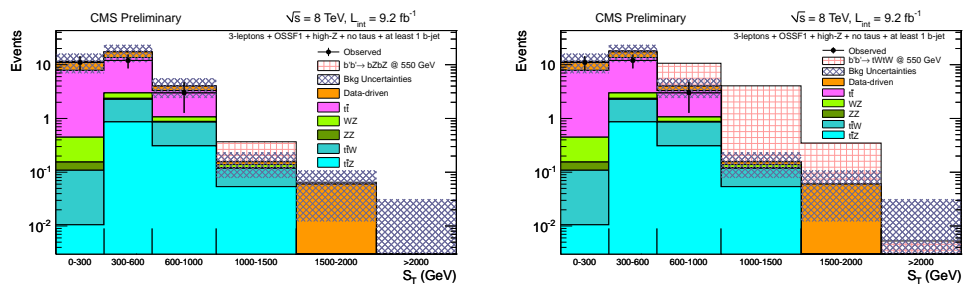 CMS Preliminary
√s = 8 TeV, L_int = 9.2 fb⁻¹
Events
3-leptons + OSSF1 + high-Z + no taus + at least 1 b-jet
Observed
b'b'→ bZbZ @ 550 GeV
Bkg Uncertainties
Data-driven
tt̄
WZ
ZZ
tt̄W
tt̄Z
10
1
10⁻¹
10⁻²
0-300 300-600 600-1000 1000-1500 1500-2000 >2000
S_T (GeV)
CMS Preliminary
√s = 8 TeV, L_int = 9.2 fb⁻¹
Events
3-leptons + OSSF1 + high-Z + no taus + at least 1 b-jet
Observed
b'b'→ tWtW @ 550 GeV
Bkg Uncertainties
Data-driven
tt̄
WZ
ZZ
tt̄W
tt̄Z
10
1
10⁻¹
10⁻²
0-300 300-600 600-1000 1000-1500 1500-2000 >2000
S_T (GeV)